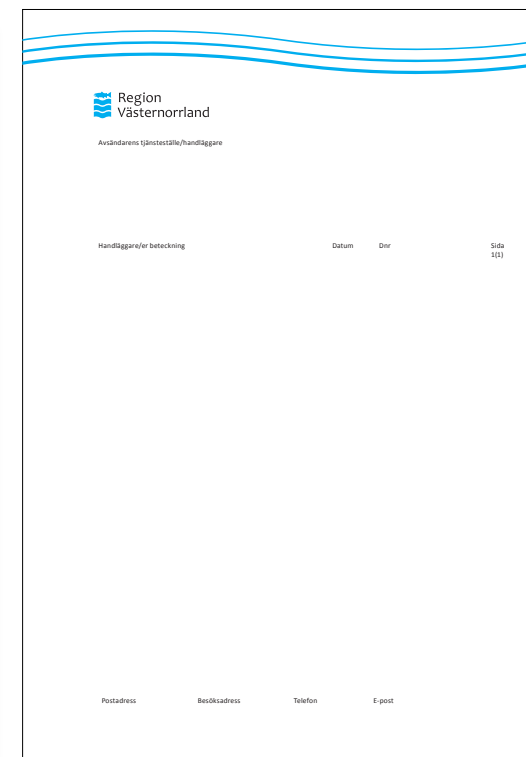 Region
Västernorrland
Avsändarens tjänsteställe/handläggare
Handläggare/er beteckning Datum Dnr Sida
1(1)
Postadress Besöksadress Telefon E-post